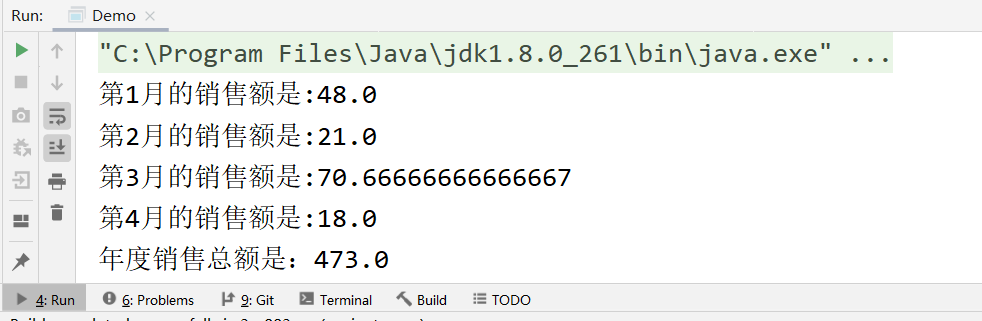 Run: Demo
"C:\Program Files\Java\jdk1.8.0_261\bin\java.exe" ...
第1月的销售额是:48.0
第2月的销售额是:21.0
第3月的销售额是:70.66666666666667
第4月的销售额是:18.0
年度销售总额是：473.0
4: Run 6: Problems 9: Git Terminal Build TODO